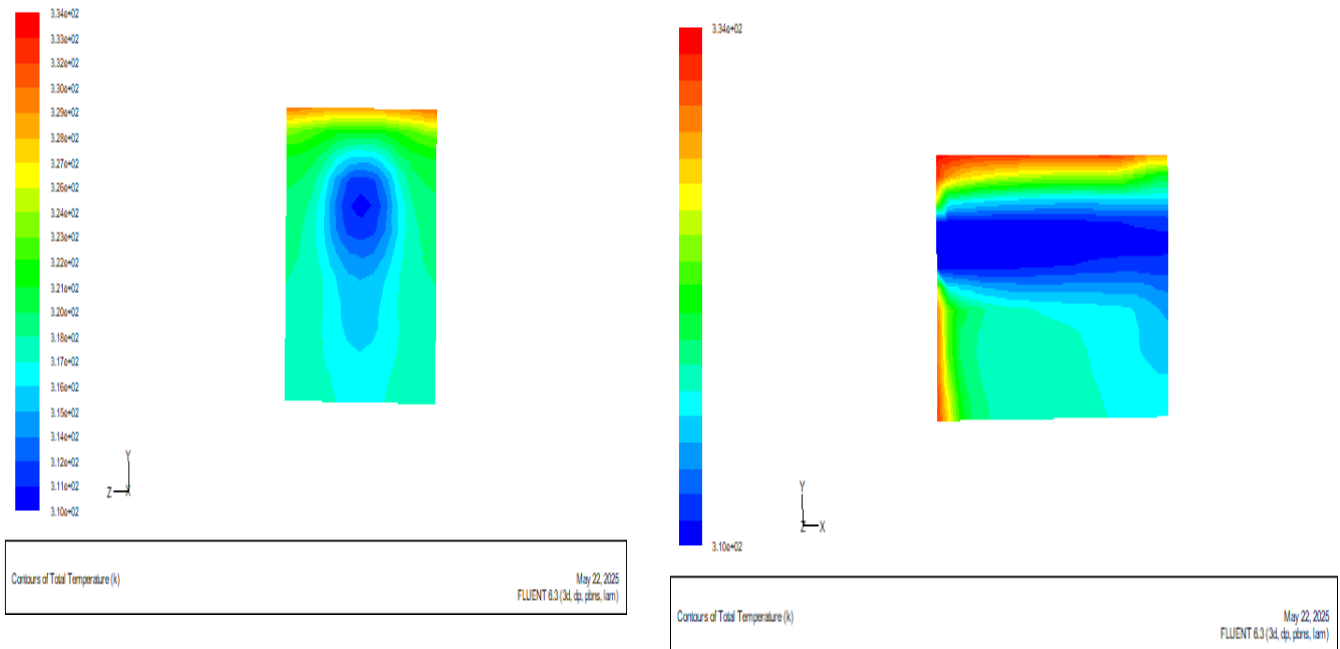 3.34e+02
3.33e+02
3.32e+02
3.30e+02
3.29e+02
3.28e+02
3.27e+02
3.26e+02
3.24e+02
3.23e+02
3.22e+02
3.21e+02
3.20e+02
3.18e+02
3.17e+02
3.16e+02
3.15e+02
3.14e+02
3.12e+02
3.11e+02
3.10e+02
Y
Z X
Contours of Total Temperature (k)
May 22, 2025
FLUENT 6.3 (3d, dp, pbns, lam)
3.34e+02
3.10e+02
Y
Z X
Contours of Total Temperature (k)
May 22, 2025
FLUENT 6.3 (3d, dp, pbns, lam)